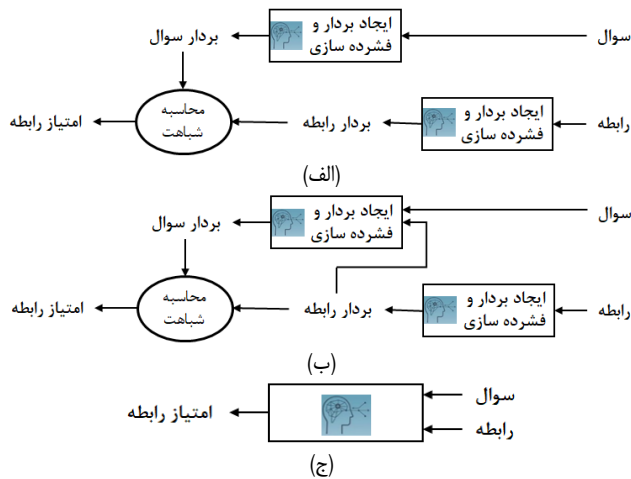 سوال
ایجاد بردار و
فشرده سازی
بردار سوال
رابطه
ایجاد بردار و
فشرده سازی
بردار رابطه
محاسبه
شباهت
امتیاز رابطه
(الف)
سوال
ایجاد بردار و
فشرده سازی
بردار سوال
رابطه
ایجاد بردار و
فشرده سازی
بردار رابطه
محاسبه
شباهت
امتیاز رابطه
(ب)
سوال
رابطه
امتیاز رابطه
(ج)